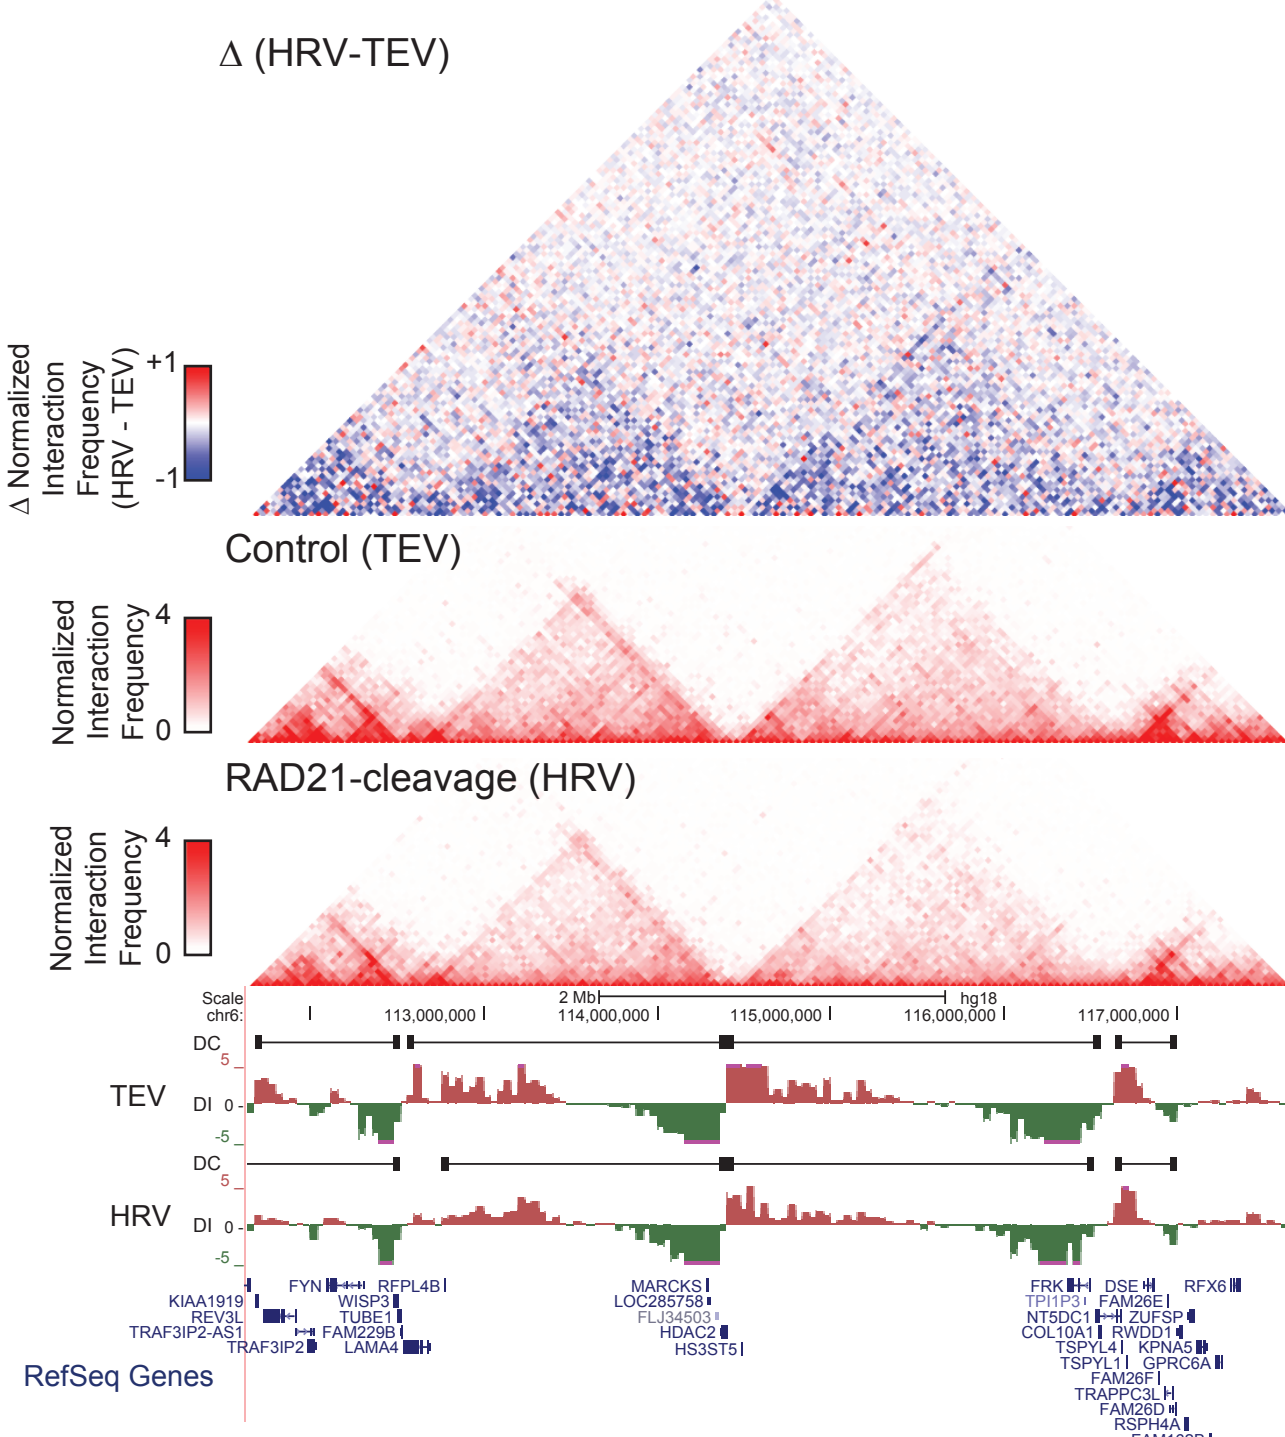 Δ (HRV-TEV)
Δ Normalized
Interaction
Frequency
(HRV - TEV)
+1
-1
Control (TEV)
Normalized
Interaction
Frequency
4
0
RAD21-cleavage (HRV)
Normalized
Interaction
Frequency
4
0
Scale 2 Mb hg18
chr6: 113,000,000 114,000,000 115,000,000 116,000,000 117,000,000
DC
5
TEV DI 0
-5
DC
5
HRV DI 0
-5
FYN RFPL4B MARCKS FRK DSE RFX6
KIAA1919 WISP3 LOC285758 TPI1P3 FAM26E
REV3L TUBE1 FLJ34503 NT5DC1 ZUFSP
TRAF3IP2-AS1 FAM229B HDAC2 COL10A1 RWDD1
TRAF3IP2 LAMA4 HS3ST5 TSPYL4 KPNA5
TSPYL1 GPRC6A
RefSeq Genes FAM26F
TRAPPC3L
FAM26D
RSPH4A